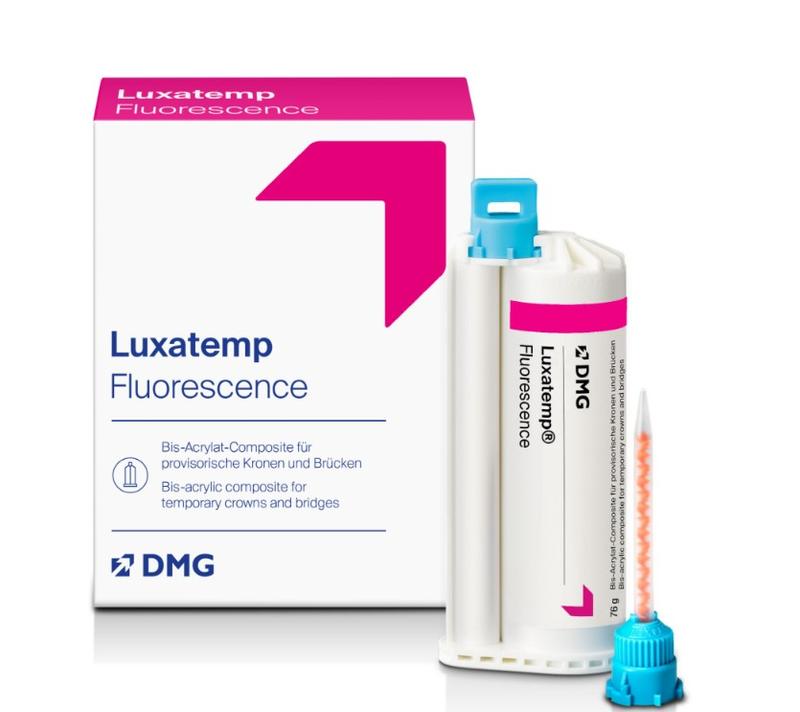 Luxatemp
Fluorescence
Luxatemp
Fluorescence
Bis-Acrylat-Composite für
provisorische Kronen und Brücken
Bis-acrylic composite for
temporary crowns and bridges
DMG
DMG
Luxatemp®
Fluorescence
76 g
Bis-Acrylat-Composite für provisorische Kronen und Brücken
Bis-acrylic composite for temporary crowns and bridges